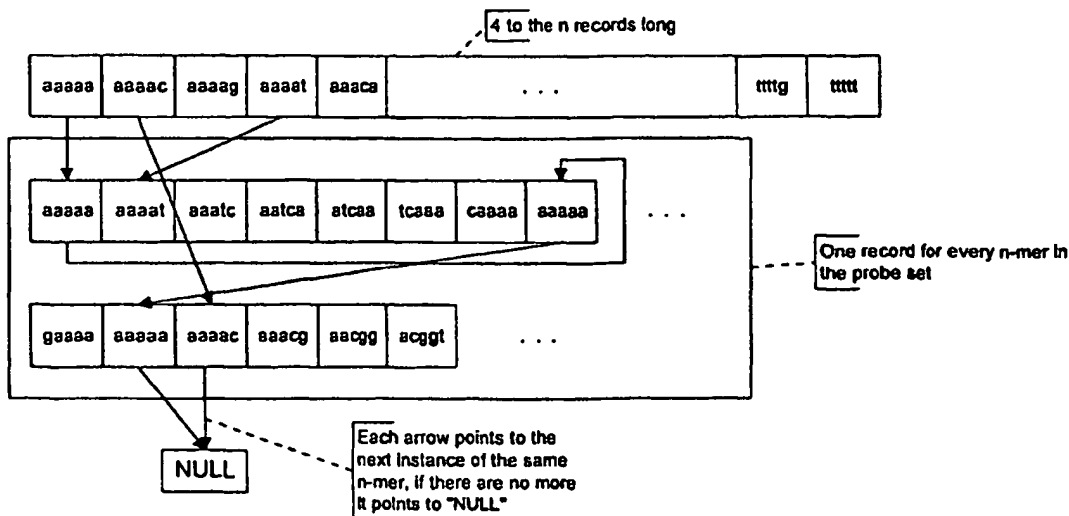 4 to the n records long
aaaaa aaaac aaaag aaaat aaaca . . . ttttg ttttt
aaaaa aaaat aaatc aatca atcaa tcaaa caaaa aaaaa . . .
One record for every n-mer in
the probe set
gaaaa aaaaa aaaac aaacg aacgg acggt . . .
Each arrow points to the
next instance of the same
n-mer, if there are no more
it points to "NULL"
NULL